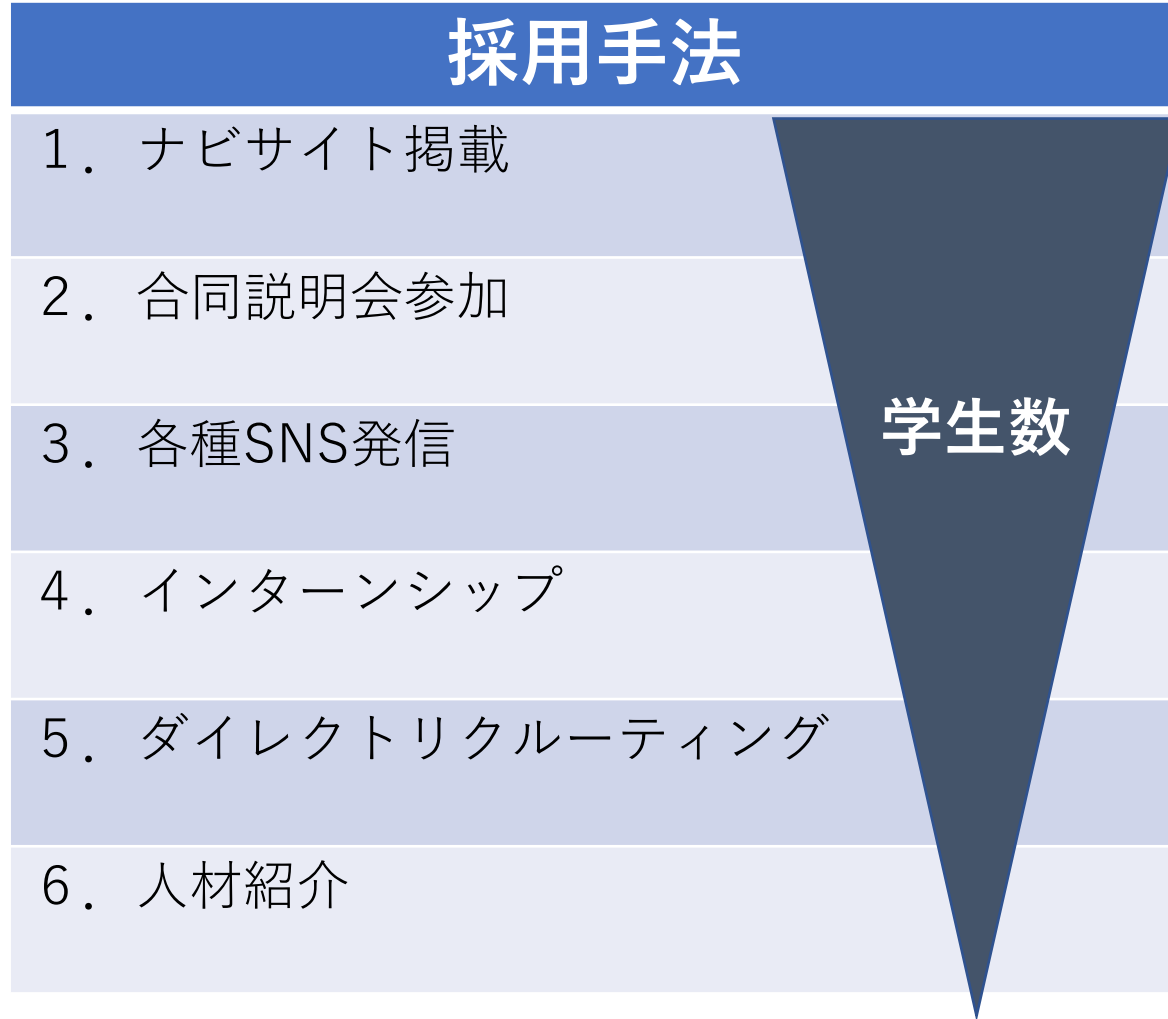 採用手法
1．ナビサイト掲載
2．合同説明会参加
3．各種SNS発信
学生数
4．インターンシップ
5．ダイレクトリクルーティング
6．人材紹介